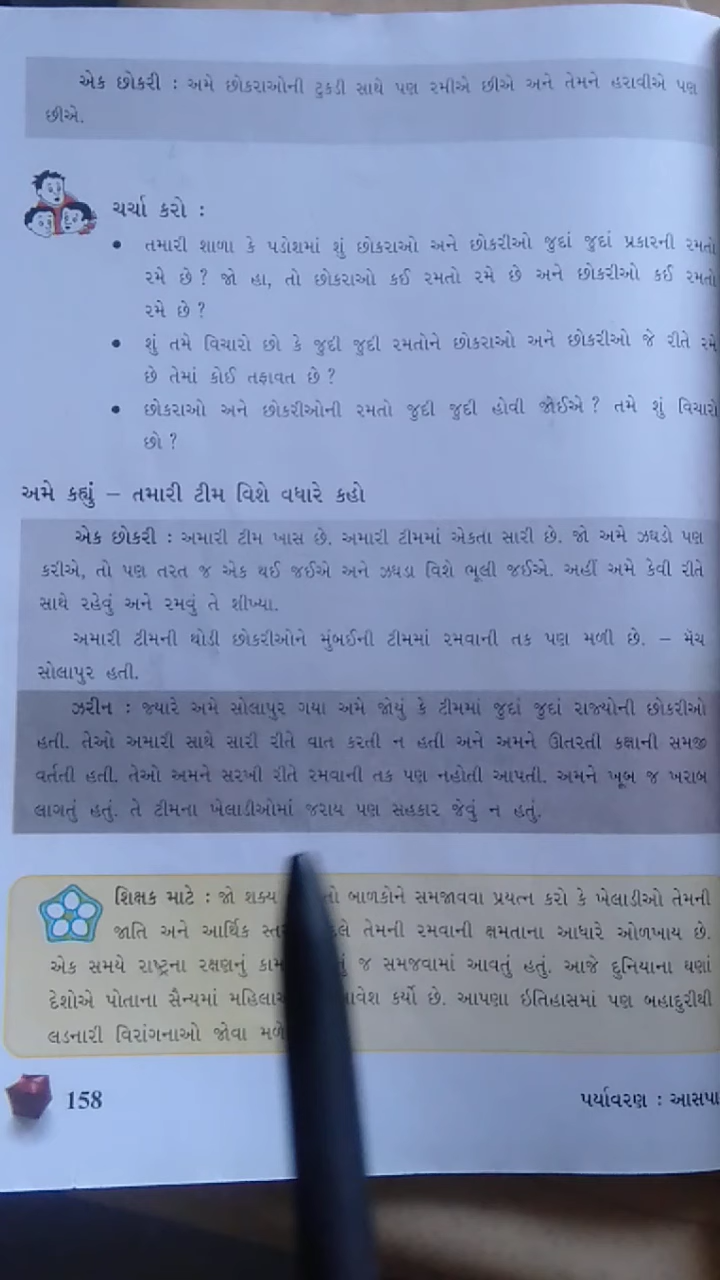 એક છોકરી : અમે છોકરાઓની ટુકડી સાથે પણ રમીએ છીએ અને તેમને હરાવીએ પણ
છીએ.
ચર્ચા કરો :
• તમારી શાળા કે પડોશમાં શું છોકરાઓ અને છોકરીઓ જુદાં જુદાં પ્રકારની રમતો
રમે છે ? જો હા, તો છોકરાઓ કઈ રમતો રમે છે અને છોકરીઓ કઈ રમતો
રમે છે ?
• શું તમે વિચારો છો કે જુદી જુદી રમતોને છોકરાઓ અને છોકરીઓ જે રીતે રમે
છે તેમાં કોઈ તફાવત છે ?
• છોકરાઓ અને છોકરીઓની રમતો જુદી જુદી હોવી જોઈએ ? તમે શું વિચારો
છો ?
અમે કહ્યું – તમારી ટીમ વિશે વધારે કહો
એક છોકરી : અમારી ટીમ ખાસ છે. અમારી ટીમમાં એકતા સારી છે. જો અમે ઝઘડો પણ
કરીએ, તો પણ તરત જ એક થઈ જઈએ અને ઝઘડા વિશે ભૂલી જઈએ. અહીં અમે કેવી રીતે
સાથે રહેવું અને રમવું તે શીખ્યા.
અમારી ટીમની થોડી છોકરીઓને મુંબઈની ટીમમાં રમવાની તક પણ મળી છે. – મૅચ
સોલાપુર હતી.
ઝરીન : જ્યારે અમે સોલાપુર ગયા અમે જોયું કે ટીમમાં જુદાં જુદાં રાજ્યોની છોકરીઓ
હતી. તેઓ અમારી સાથે સારી રીતે વાત કરતી ન હતી અને અમને ઊતરતી કક્ષાની સમજી
વર્તતી હતી. તેઓ અમને સરખી રીતે રમવાની તક પણ નહોતી આપતી. અમને ખૂબ જ ખરાબ
લાગતું હતું. તે ટીમના ખેલાડીઓમાં જરાય પણ સહકાર જેવું ન હતું.
શિક્ષક માટે : જો શક્ય તો બાળકોને સમજાવવા પ્રયત્ન કરો કે ખેલાડીઓ તેમની
જાતિ અને આર્થિક તેમની રમવાની ક્ષમતાના આધારે ઓળખાય છે.
એક સમયે રાષ્ટ્રના રક્ષણનું જ સમજવામાં આવતું હતું. આજે દુનિયાના ઘણાં
દેશોએ પોતાના સૈન્યમાં કર્યો છે. આપણા ઇતિહાસમાં પણ બહાદુરીથી
લડનારી વિરાંગનાઓ જોવા
158
પર્યાવરણ :